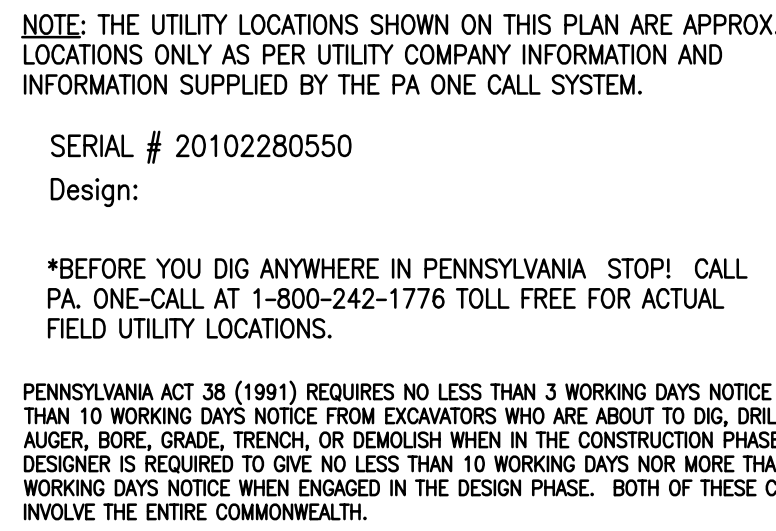 NOTE: THE UTILITY LOCATIONS SHOWN ON THIS PLAN ARE APPROX.
LOCATIONS ONLY AS PER UTILITY COMPANY INFORMATION AND
INFORMATION SUPPLIED BY THE PA ONE CALL SYSTEM.
SERIAL # 20102280550
Design:
*BEFORE YOU DIG ANYWHERE IN PENNSYLVANIA STOP! CALL
PA. ONE-CALL AT 1-800-242-1776 TOLL FREE FOR ACTUAL
FIELD UTILITY LOCATIONS.
PENNSYLVANIA ACT 38 (1991) REQUIRES NO LESS THAN 3 WORKING DAYS NOTICE
THAN 10 WORKING DAYS NOTICE FROM EXCAVATORS WHO ARE ABOUT TO DIG,
AUGER, BORE, GRADE, TRENCH, OR DEMOLISH WHEN IN THE CONSTRUCTION PHASE
DESIGNER IS REQUIRED TO GIVE NO LESS THAN 10 WORKING DAYS NOR MORE
WORKING DAYS NOTICE WHEN ENGAGED IN THE DESIGN PHASE. BOTH OF THESE
INVOLVE THE ENTIRE COMMONWEALTH.